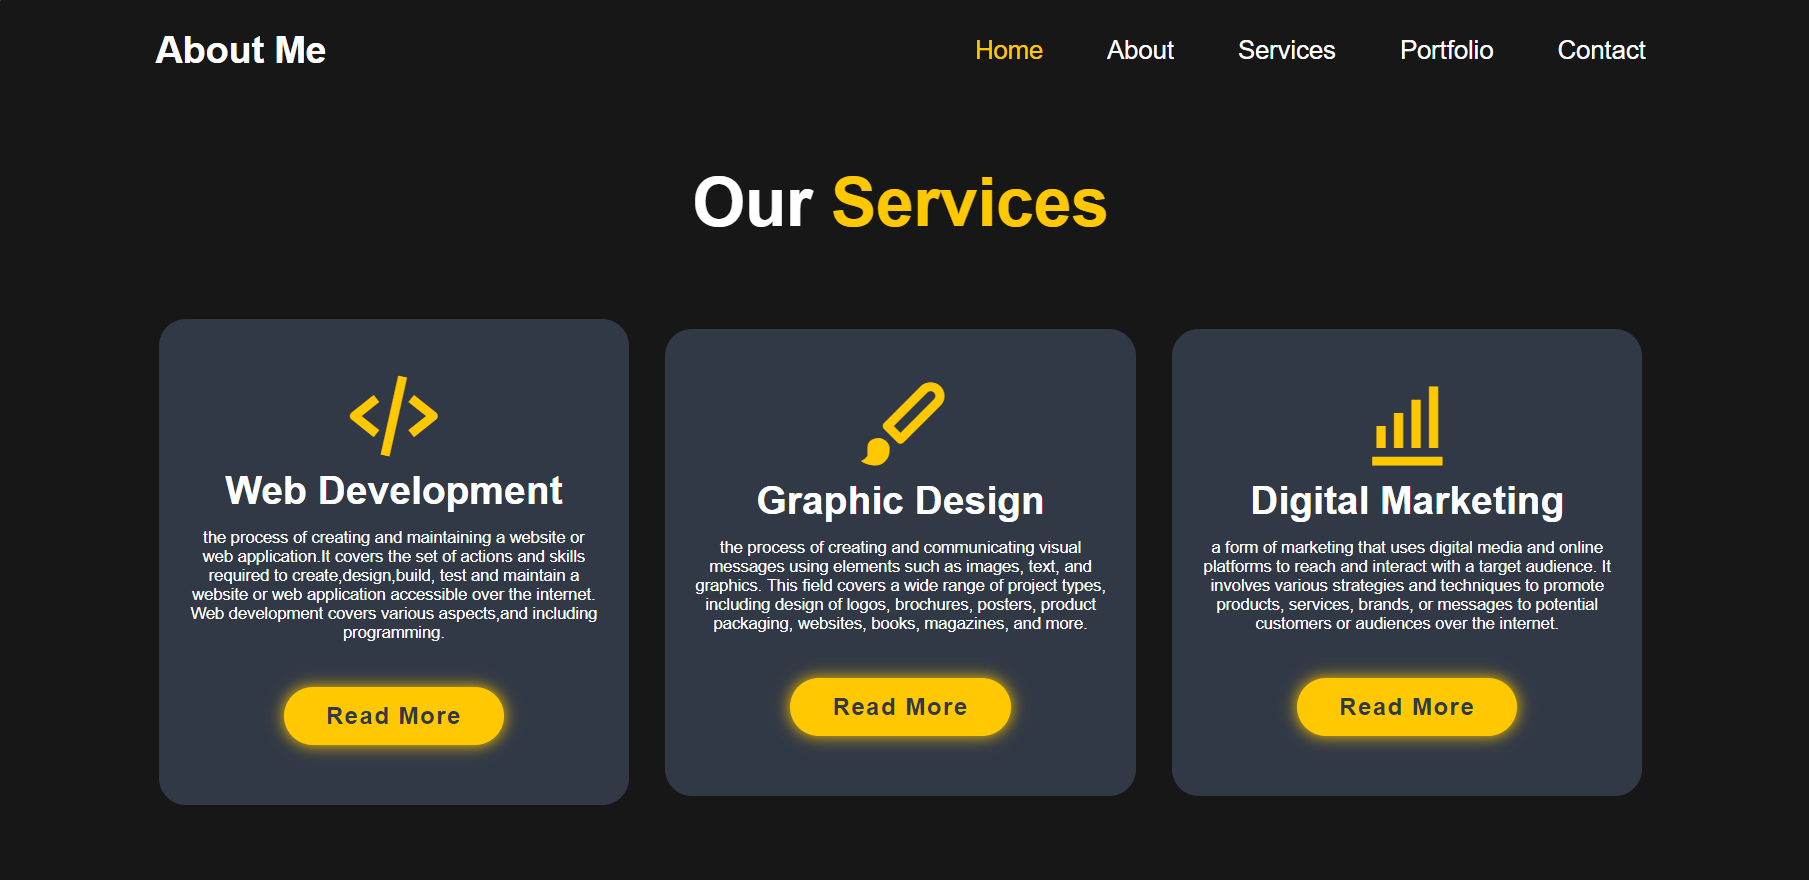 About Me
Home
About
Services
Portfolio
Contact
Our Services
Web Development
the process of creating and maintaining a website or
web application.It covers the set of actions and skills
required to create,design,build, test and maintain a
website or web application accessible over the internet.
Web development covers various aspects,and including
programming.
Read More
Graphic Design
the process of creating and communicating visual
messages using elements such as images, text, and
graphics. This field covers a wide range of project types,
including design of logos, brochures, posters, product
packaging, websites, books, magazines, and more.
Read More
Digital Marketing
a form of marketing that uses digital media and online
platforms to reach and interact with a target audience. It
involves various strategies and techniques to promote
products, services, brands, or messages to potential
customers or audiences over the internet.
Read More